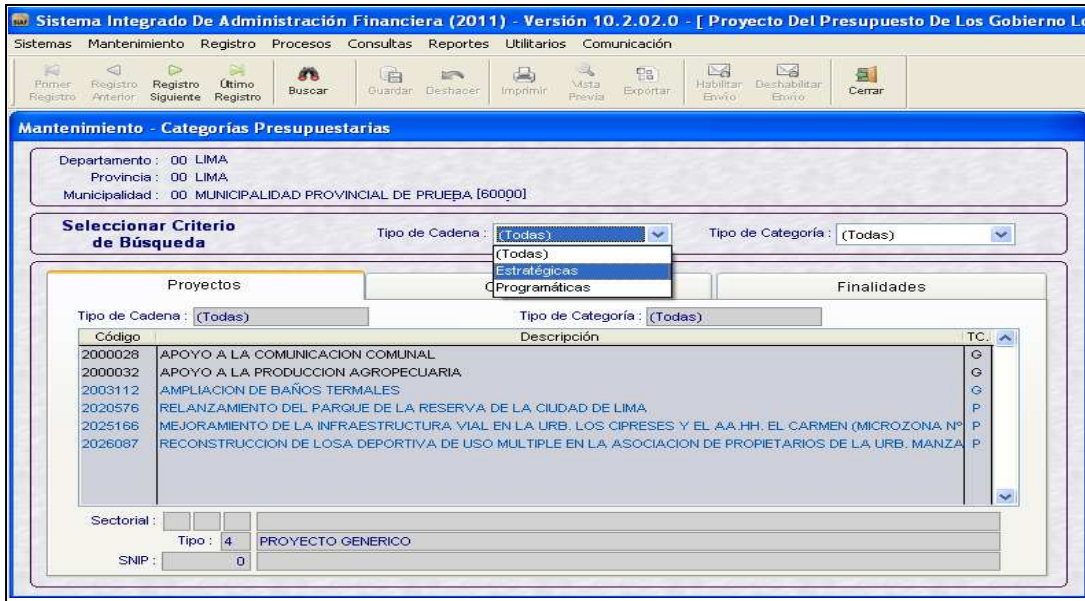 Sistema Integrado De Administración Financiera (2011) - Versión 10.2.02.0 - [ Proyecto Del Presupuesto De Los Gobierno Lo
Sistemas Mantenimiento Registro Procesos Consultas Reportes Utilitarios Comunicación
Primer Registro Registro Anterior Registro Siguiente Último Registro Buscar Guardar Deshacer Imprimir Vista Previa Exportar Habilitar Envío Deshabilitar Envío Cerrar
Mantenimiento - Categorías Presupuestarias
Departamento : 00 LIMA
Provincia : 00 LIMA
Municipalidad : 00 MUNICIPALIDAD PROVINCIAL DE PRUEBA [60000]
Seleccionar Criterio de Búsqueda
Tipo de Cadena : (Todas) Tipo de Categoría : (Todas)
(Todas)
Estratégicas
Programáticas
Proyectos Finalidades
Tipo de Cadena : (Todas) Tipo de Categoría : (Todas)
Código Descripción TC.
2000028 APOYO A LA COMUNICACION COMUNAL G
2000032 APOYO A LA PRODUCCION AGROPECUARIA G
2003112 AMPLIACION DE BAÑOS TERMALES G
2020576 RELANZAMIENTO DEL PARQUE DE LA RESERVA DE LA CIUDAD DE LIMA P
2025166 MEJORAMIENTO DE LA INFRAESTRUCTURA VIAL EN LA URB. LOS CIPRESES Y EL AA.HH. EL CARMEN (MICROZONA Nº P
2026087 RECONSTRUCCION DE LOSA DEPORTIVA DE USO MULTIPLE EN LA ASOCIACION DE PROPIETARIOS DE LA URB. MANZA P
Sectorial :
Tipo : 4 PROYECTO GENERICO
SNIP : 0